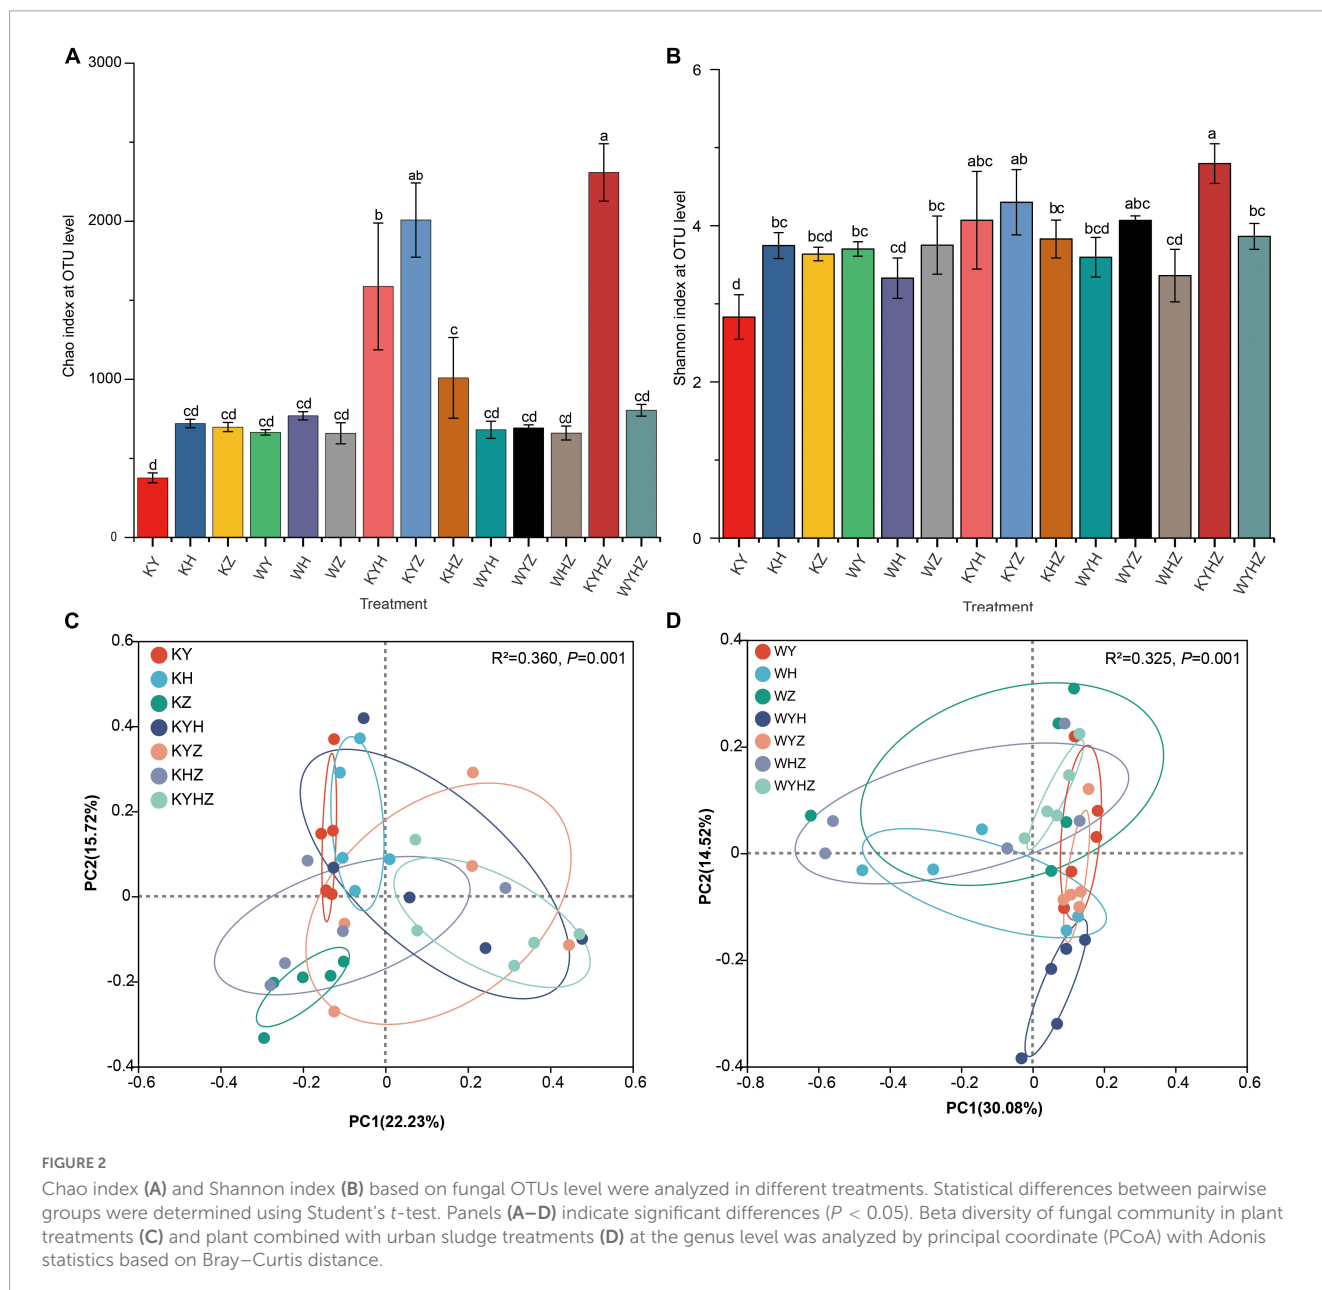 A
3000
2000
1000
0
Chao index at OTU level
d
cd
cd
cd
cd
cd
b
ab
c
cd
cd
cd
a
cd
KY
KH
KZ
WY
WH
WZ
KYH
KYZ
KHZ
WYH
WYZ
WHZ
KYHZ
WYHZ
Treatment
B
6
4
2
0
Shannon index at OTU level
d
bc
bcd
bc
cd
bc
abc
ab
bc
bcd
abc
cd
a
bc
KY
KH
KZ
WY
WH
WZ
KYH
KYZ
KHZ
WYH
WYZ
WHZ
KYHZ
WYHZ
Treatment
C
R²=0.360, P=0.001
KY
KH
KZ
KYH
KYZ
KHZ
KYHZ
0.6
0.4
0.2
0
-0.2
-0.4
PC2(15.72%)
-0.6
-0.4
-0.2
0
0.2
0.4
0.6
PC1(22.23%)
D
R²=0.325, P=0.001
WY
WH
WZ
WYH
WYZ
WHZ
WYHZ
0.4
0.2
0
-0.2
-0.4
PC2(14.52%)
-0.8
-0.6
-0.4
-0.2
0
0.2
0.4
0.6
PC1(30.08%)
FIGURE 2
Chao index (A) and Shannon index (B) based on fungal OTUs level were analyzed in different treatments. Statistical differences between pairwise
groups were determined using Student's t-test. Panels (A–D) indicate significant differences (P < 0.05). Beta diversity of fungal community in plant
treatments (C) and plant combined with urban sludge treatments (D) at the genus level was analyzed by principal coordinate (PCoA) with Adonis
statistics based on Bray–Curtis distance.